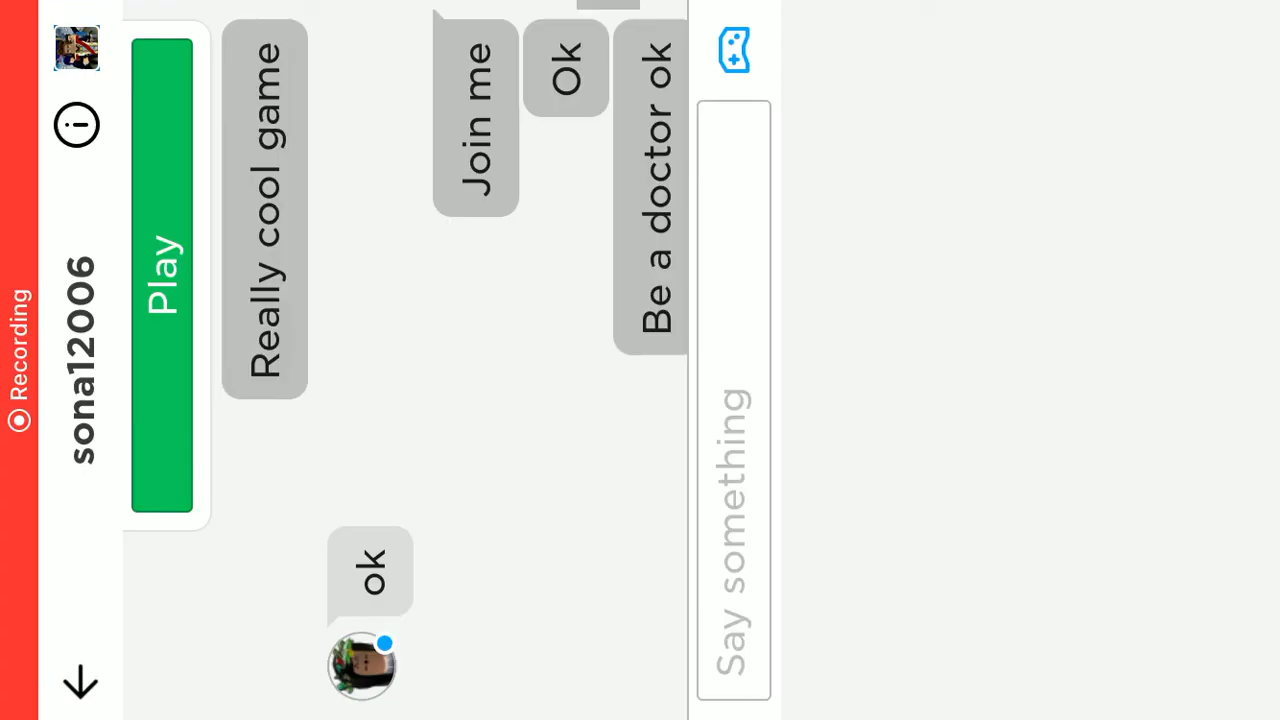 Recording
sona12006
Play
Really cool game
ok
Join me
Ok
Be a doctor ok
Say something